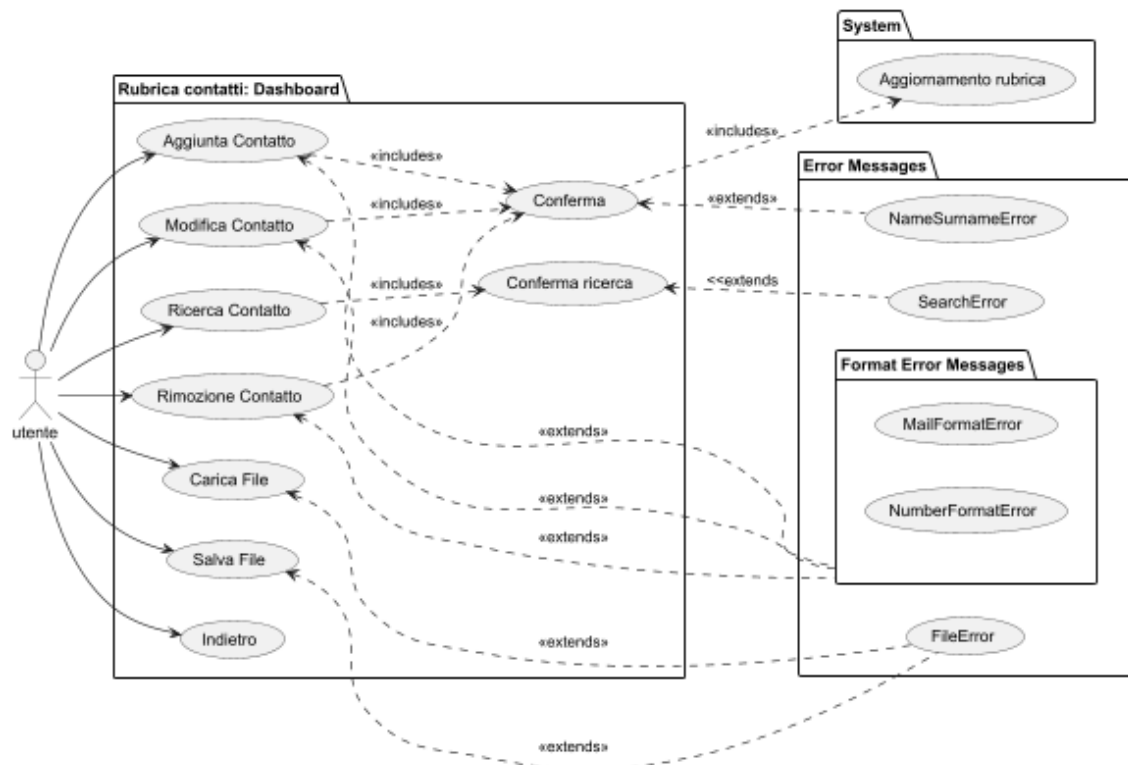 System
Aggiornamento rubrica
Rubrica contatti: Dashboard
Aggiunta Contatto
«includes»
«includes»
Error Messages
Modifica Contatto
«includes»
Conferma
«extends»
NameSurnameError
Ricerca Contatto
«includes»
Conferma ricerca
<<extends
SearchError
«includes»
Format Error Messages
utente
Rimozione Contatto
«extends»
MailFormatError
Carica File
«extends»
NumberFormatError
«extends»
Salva File
Indietro
«extends»
FileError
«extends»